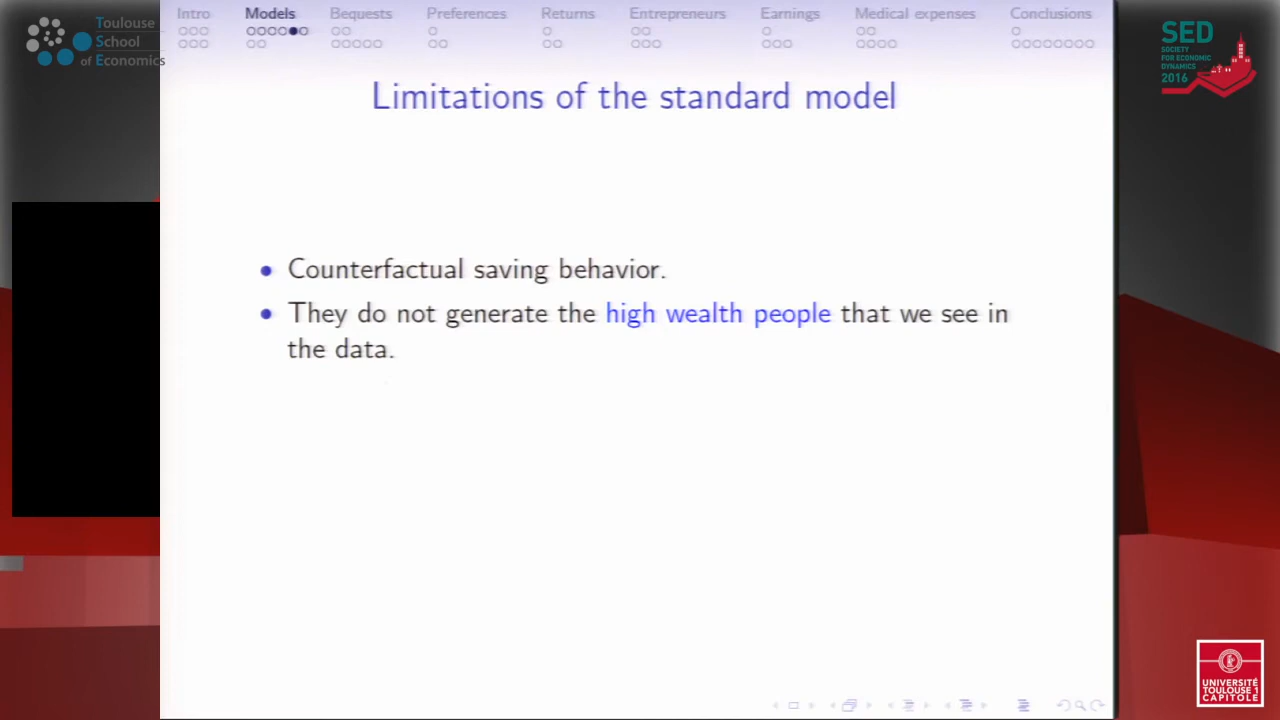 Toulouse
School
of Economics
Intro Models Bequests Preferences Returns Entrepreneurs Earnings Medical expenses Conclusions
SED
SOCIETY
FOR ECONOMIC
DYNAMICS
2016
Limitations of the standard model
• Counterfactual saving behavior.
• They do not generate the high wealth people that we see in
the data.
UNIVERSITÉ
TOULOUSE 1
CAPITOLE